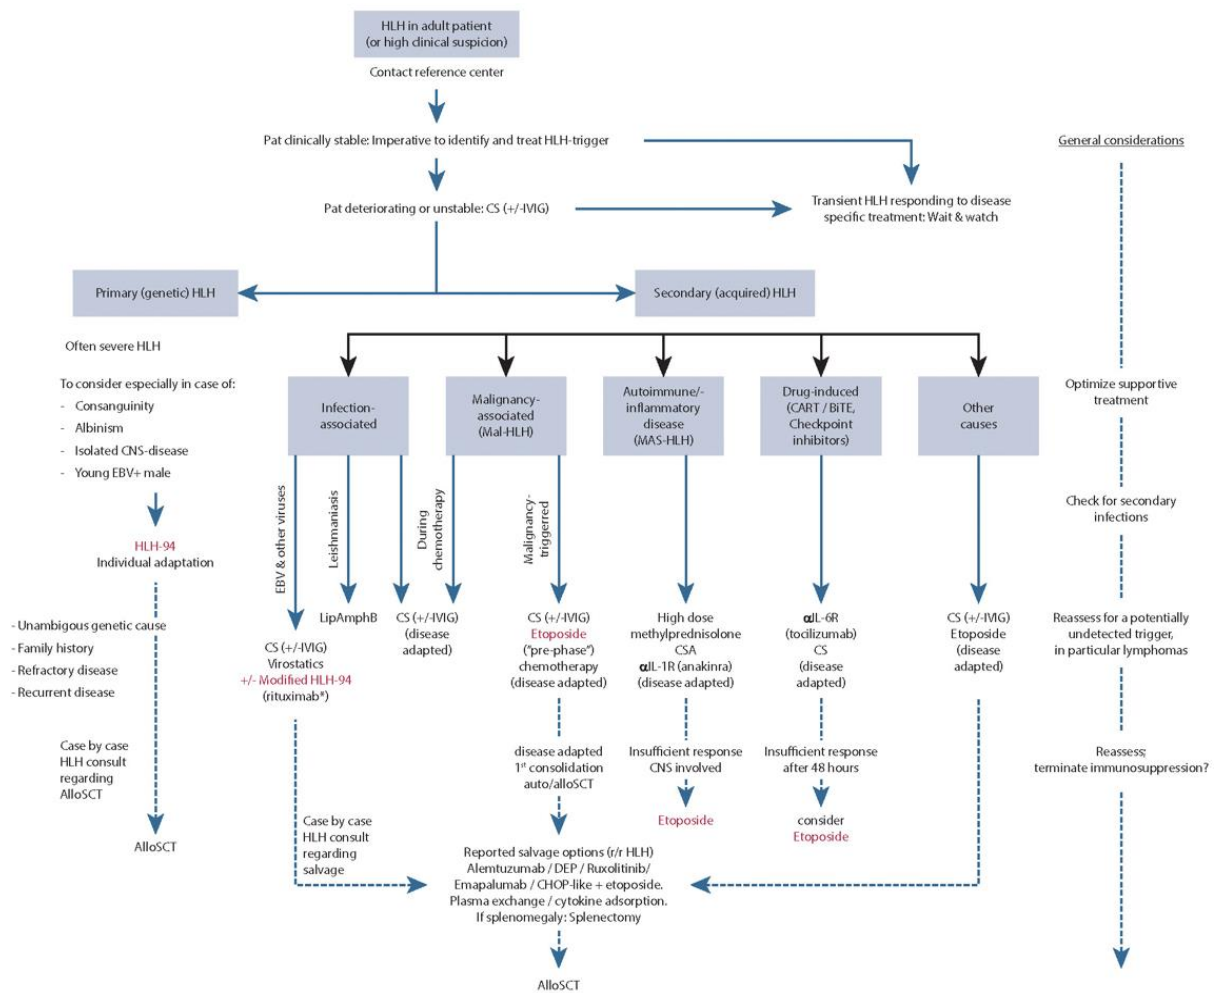 HLH in adult patient
(or high clinical suspicion)
Contact reference center
Pat clinically stable: Imperative to identify and treat HLH-trigger
General considerations
Pat deteriorating or unstable: CS (+/-IVIG)
Transient HLH responding to disease
specific treatment: Wait & watch
Primary (genetic) HLH
Secondary (acquired) HLH
Often severe HLH
To consider especially in case of:
- Consanguinity
- Albinism
- Isolated CNS-disease
- Young EBV+ male
HLH-94
Individual adaptation
- Unambigous genetic cause
- Family history
- Refractory disease
- Recurrent disease
Case by case
HLH consult
regarding
AlloSCT
AlloSCT
Infection-
associated
Malignancy-
associated
(Mal-HLH)
Autoimmune/-
inflammatory
disease
(MAS-HLH)
Drug-induced
(CART / BiTE,
Checkpoint
inhibitors)
Other
causes
EBV & other viruses
Leishmaniasis
During
chemotherapy
Malignancy-
triggerred
CS (+/-IVIG)
Virostatics
+/- Modified HLH-94
(rituximab#)
LipAmphB
CS (+/-IVIG)
(disease
adapted)
CS (+/-IVIG)
Etoposide
("pre-phase")
chemotherapy
(disease adapted)
High dose
methylprednisolone
CSA
αIL-1R (anakinra)
(disease adapted)
αIL-6R
(tocilizumab)
CS
(disease
adapted)
CS (+/-IVIG)
Etoposide
(disease
adapted)
disease adapted
1st consolidation
auto/alloSCT
Insufficient response
CNS involved
Etoposide
Insufficient response
after 48 hours
consider
Etoposide
Case by case
HLH consult
regarding
salvage
Reported salvage options (r/r HLH)
Alemtuzumab / DEP / Ruxolitinib/
Emapalumab / CHOP-like + etoposide.
Plasma exchange / cytokine adsorption.
If splenomegaly: Splenectomy
AlloSCT
Optimize supportive
treatment
Check for secondary
infections
Reassess for a potentially
undetected trigger,
in particular lymphomas
Reassess;
terminate immunosuppression?